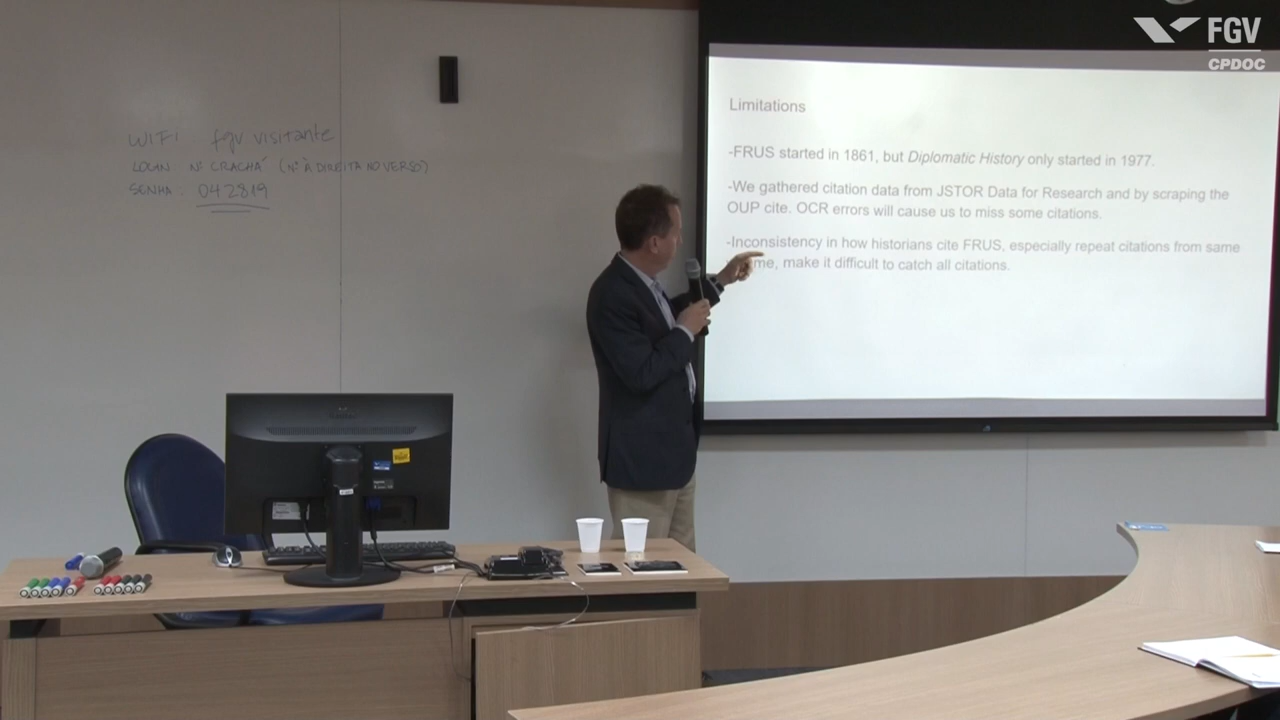 FGV
CPDOC
WIFI fgv visitante
LOGIN Nº CRACHÁ (Nº À DIREITA NO VERSO)
SENHA: 042819
Limitations
-FRUS started in 1861, but Diplomatic History only started in 1977.
-We gathered citation data from JSTOR Data for Research and by scraping the
OUP cite. OCR errors will cause us to miss some citations.
-Inconsistency in how historians cite FRUS, especially repeat citations from same
make it difficult to catch all citations.